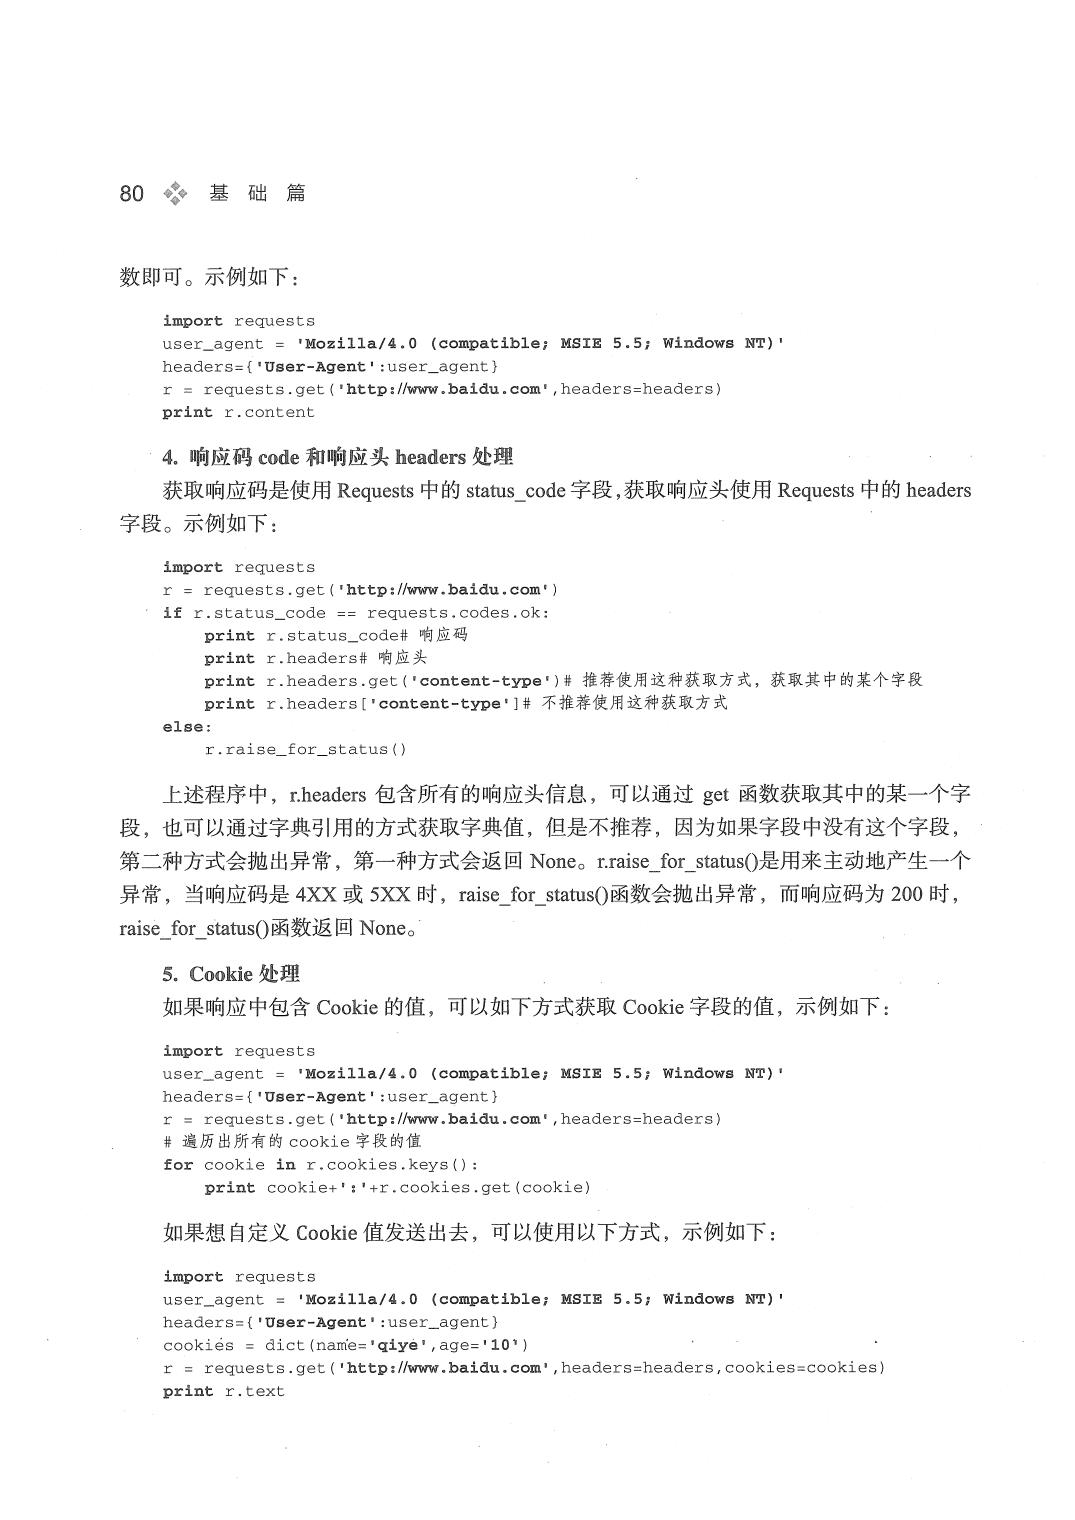 80 基 础 篇
数即可。示例如下：
import requests
user_agent = 'Mozilla/4.0 (compatible; MSIE 5.5; Windows NT)'
headers={'User-Agent':user_agent}
r = requests.get('http://www.baidu.com',headers=headers)
print r.content
4. 响应码 code 和响应头 headers 处理
获取响应码是使用 Requests 中的 status_code 字段,获取响应头使用 Requests 中的 headers
字段。示例如下：
import requests
r = requests.get('http://www.baidu.com')
if r.status_code == requests.codes.ok:
    print r.status_code# 响应码
    print r.headers# 响应头
    print r.headers.get('content-type')# 推荐使用这种获取方式，获取其中的某个字段
    print r.headers['content-type']# 不推荐使用这种获取方式
else:
    r.raise_for_status()
上述程序中，r.headers 包含所有的响应头信息，可以通过 get 函数获取其中的某一个字
段，也可以通过字典引用的方式获取字典值，但是不推荐，因为如果字段中没有这个字段，
第二种方式会抛出异常，第一种方式会返回 None。r.raise_for_status()是用来主动地产生一个
异常，当响应码是 4XX 或 5XX 时，raise_for_status()函数会抛出异常，而响应码为 200 时，
raise_for_status()函数返回 None。
5. Cookie 处理
如果响应中包含 Cookie 的值，可以如下方式获取 Cookie 字段的值，示例如下：
import requests
user_agent = 'Mozilla/4.0 (compatible; MSIE 5.5; Windows NT)'
headers={'User-Agent':user_agent}
r = requests.get('http://www.baidu.com',headers=headers)
# 遍历出所有的 cookie 字段的值
for cookie in r.cookies.keys():
    print cookie+':'+r.cookies.get(cookie)
如果想自定义 Cookie 值发送出去，可以使用以下方式，示例如下：
import requests
user_agent = 'Mozilla/4.0 (compatible; MSIE 5.5; Windows NT)'
headers={'User-Agent':user_agent}
cookies = dict(name='qiye',age='10')
r = requests.get('http://www.baidu.com',headers=headers,cookies=cookies)
print r.text